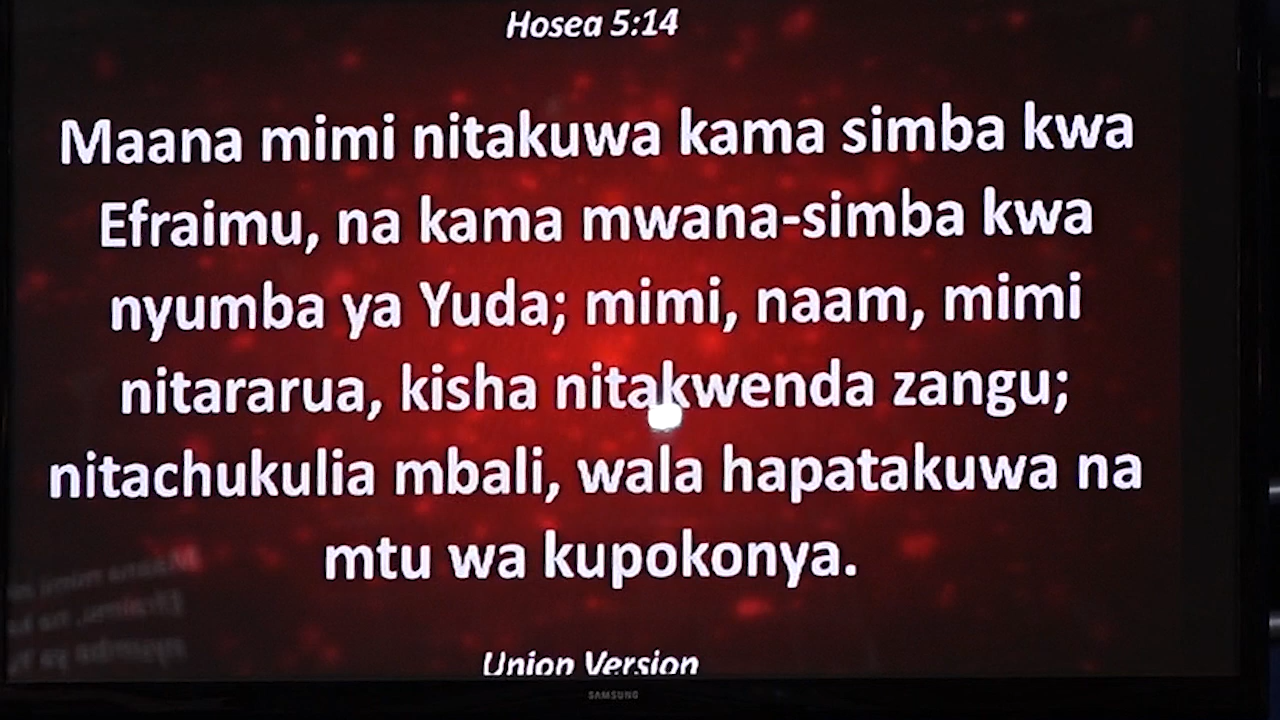 Hosea 5:14
Maana mimi nitakuwa kama simba kwa
Efraimu, na kama mwana-simba kwa
nyumba ya Yuda; mimi, naam, mimi
nitararua, kisha nitakwenda zangu;
nitachukulia mbali, wala hapatakuwa na
mtu wa kupokonya.
Union Version
SAMSUNG